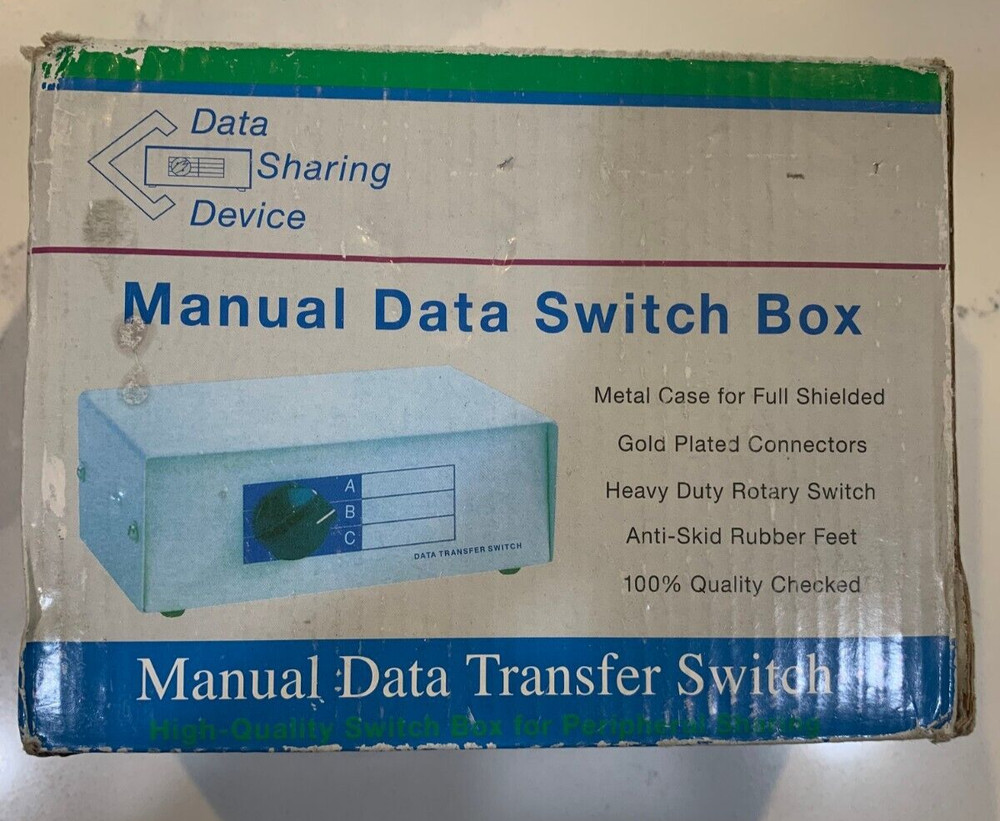 Data
Sharing
Device
Manual Data Switch Box
Metal Case for Full Shielded
Gold Plated Connectors
Heavy Duty Rotary Switch
Anti-Skid Rubber Feet
100% Quality Checked
A
B
C
DATA TRANSFER SWITCH
Manual Data Transfer Switch
High-Quality Switch Box for Peripheral Sharing